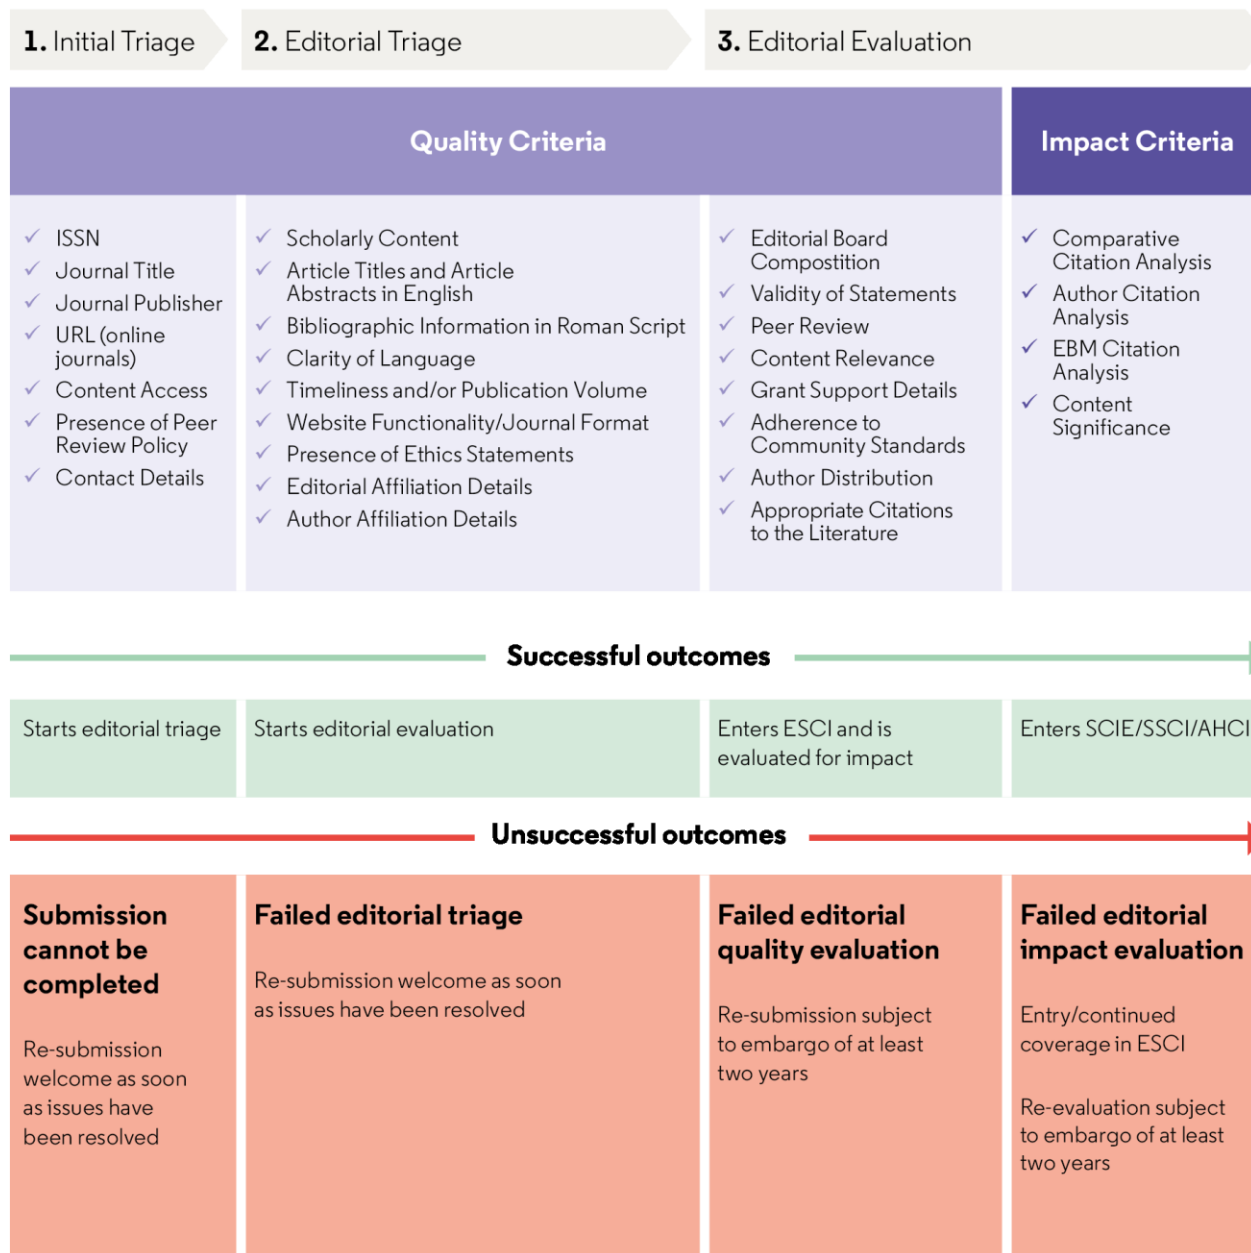 1. Initial Triage
2. Editorial Triage
3. Editorial Evaluation
Quality Criteria
Impact Criteria
ISSN
Journal Title
Journal Publisher
URL (online
journals)
Content Access
Presence of Peer
Review Policy
Contact Details
Scholarly Content
Article Titles and Article
Abstracts in English
Bibliographic Information in Roman Script
Clarity of Language
Timeliness and/or Publication Volume
Website Functionality/Journal Format
Presence of Ethics Statements
Editorial Affiliation Details
Author Affiliation Details
Editorial Board
Compostition
Validity of Statements
Peer Review
Content Relevance
Grant Support Details
Adherence to
Community Standards
Author Distribution
Appropriate Citations
to the Literature
Comparative
Citation Analysis
Author Citation
Analysis
EBM Citation
Analysis
Content
Significance
Successful outcomes
Starts editorial triage
Starts editorial evaluation
Enters ESCI and is
evaluated for impact
Enters SCIE/SSCI/AHCI
Unsuccessful outcomes
Submission
cannot be
completed
Re-submission
welcome as soon
as issues have
been resolved
Failed editorial triage
Re-submission welcome as soon
as issues have been resolved
Failed editorial
quality evaluation
Re-submission subject
to embargo of at least
two years
Failed editorial
impact evaluation
Entry/continued
coverage in ESCI
Re-evaluation subject
to embargo of at least
two years